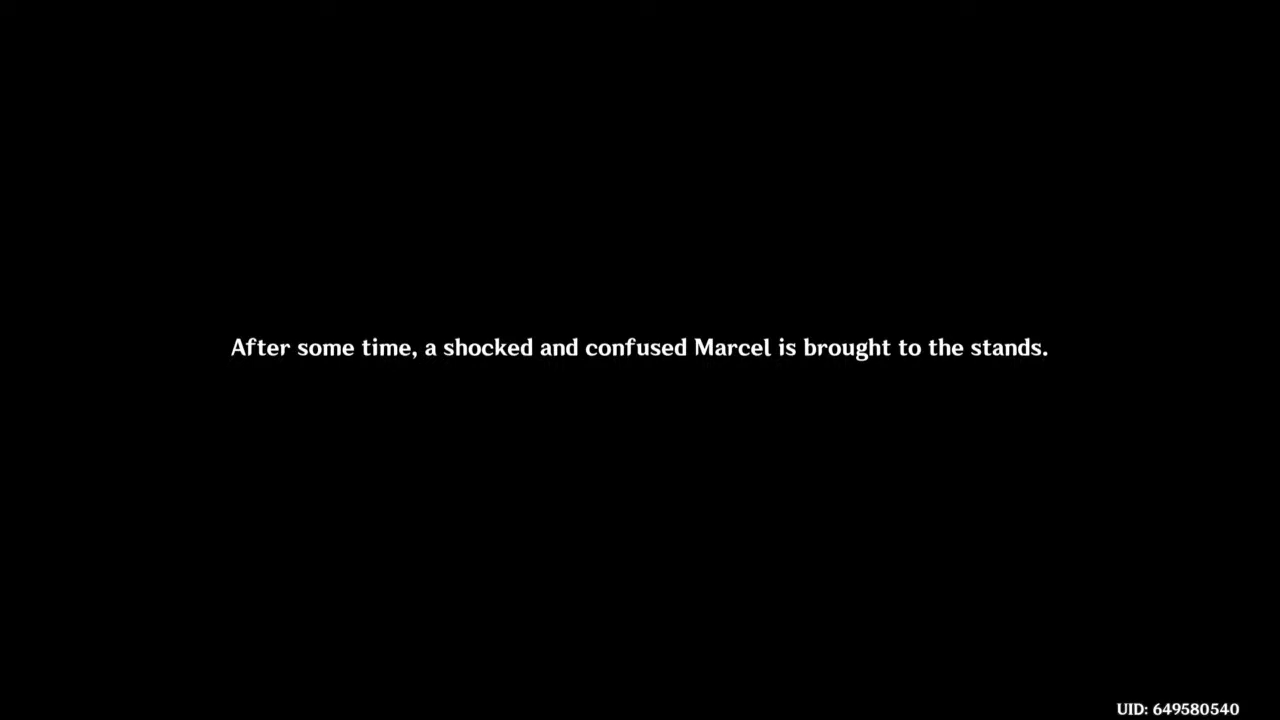 After some time, a shocked and confused Marcel is brought to the stands.
UID: 649580540